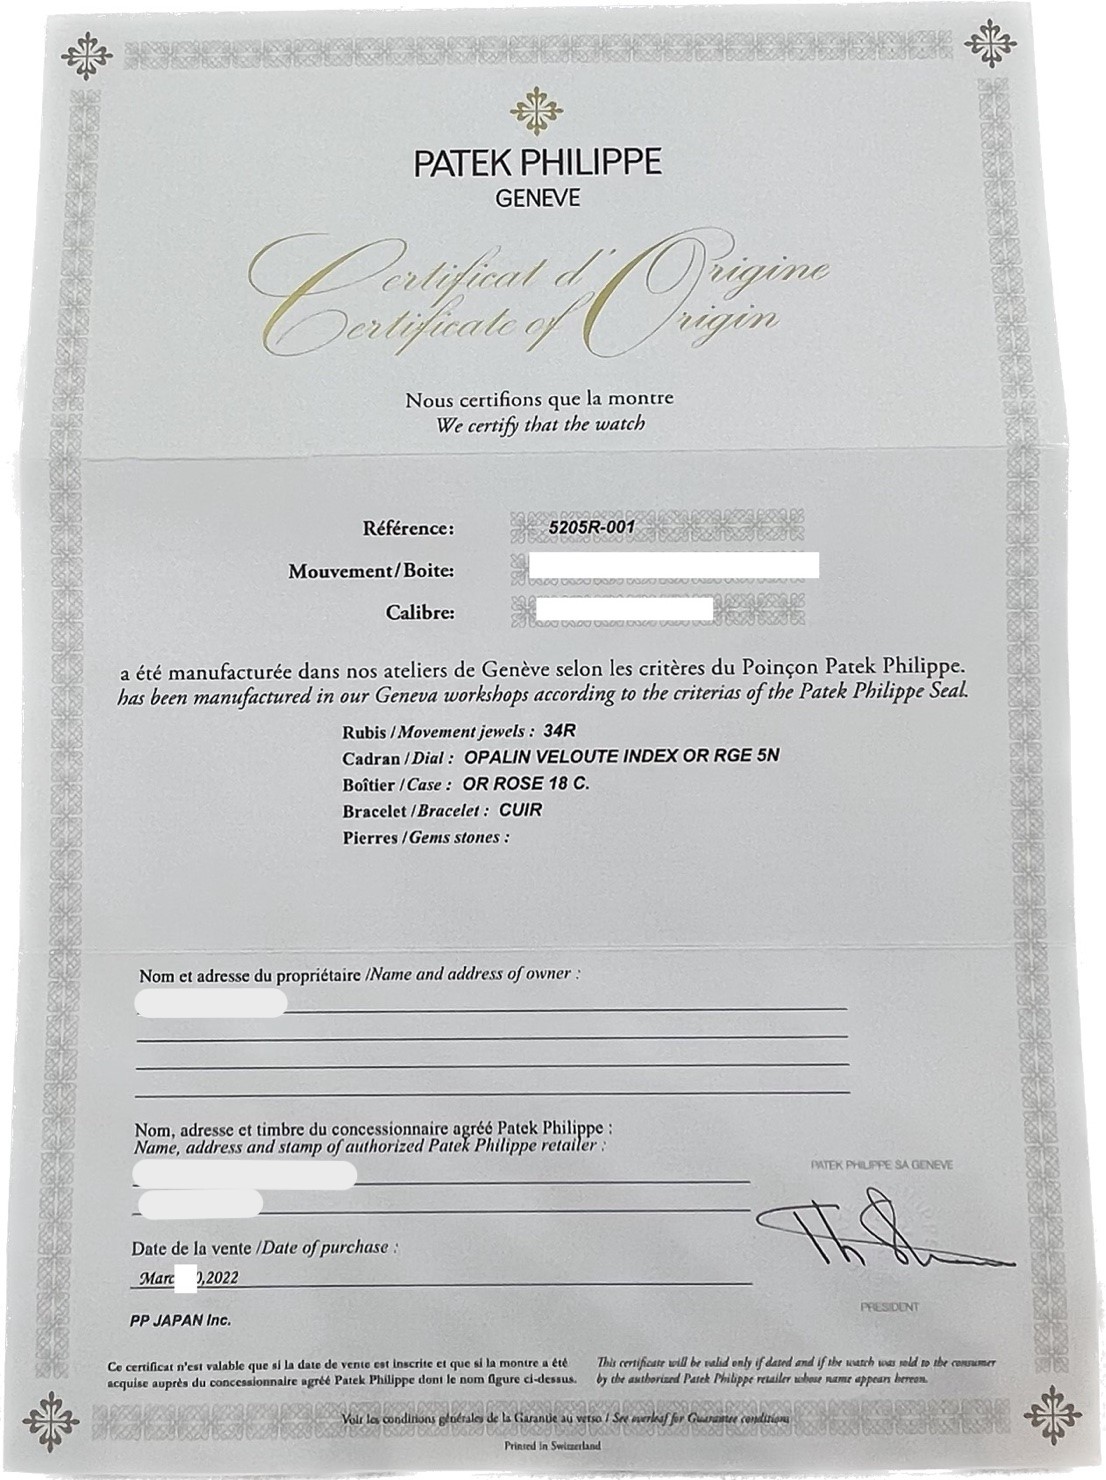 PATEK PHILIPPE
GENEVE
Certificat d'Origine
Certificate of Origin
Nous certifions que la montre
We certify that the watch
Référence: 5205R-001
Mouvement/Boite:
Calibre:
a été manufacturée dans nos ateliers de Genève selon les critères du Poinçon Patek Philippe.
has been manufactured in our Geneva workshops according to the criterias of the Patek Philippe Seal.
Rubis /Movement jewels : 34R
Cadran /Dial : OPALIN VELOUTE INDEX OR RGE 5N
Boîtier /Case : OR ROSE 18 C.
Bracelet /Bracelet : CUIR
Pierres /Gems stones :
Nom et adresse du propriétaire /Name and address of owner :
Nom, adresse et timbre du concessionnaire agréé Patek Philippe :
Name, address and stamp of authorized Patek Philippe retailer :
PATEK PHILIPPE SA GENEVE
Date de la vente /Date of purchase :
Marc 0,2022
PRESIDENT
PP JAPAN Inc.
Ce certificat n'est valable que si la date de vente est inscrite et que si la montre a été
acquise auprès du concessionnaire agréé Patek Philippe dont le nom figure ci-dessus.
This certificate will be valid only if dated and if the watch was sold to the consumer
by the authorized Patek Philippe retailer whose name appears hereon.
Voir les conditions générales de la Garantie au verso / See overleaf for Guarantee conditions
Printed in Switzerland